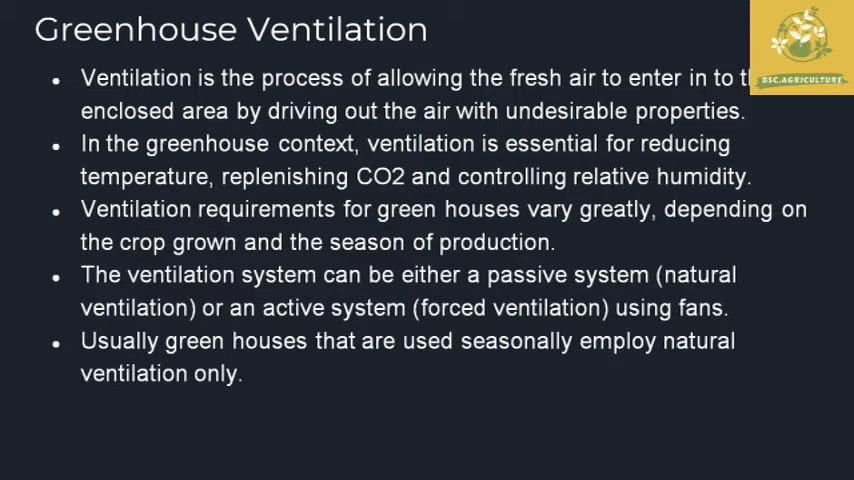 Greenhouse Ventilation
• Ventilation is the process of allowing the fresh air to enter in to
enclosed area by driving out the air with undesirable properties.
• In the greenhouse context, ventilation is essential for reducing
temperature, replenishing CO2 and controlling relative humidity.
• Ventilation requirements for green houses vary greatly, depending on
the crop grown and the season of production.
• The ventilation system can be either a passive system (natural
ventilation) or an active system (forced ventilation) using fans.
• Usually green houses that are used seasonally employ natural
ventilation only.
DSC.AGRICULTURE